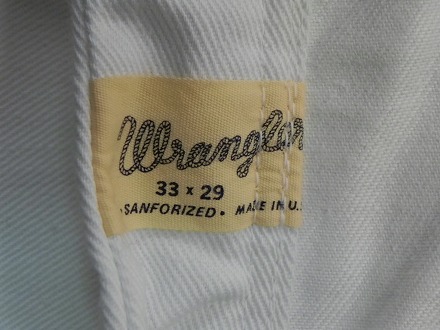 Wrangler
33 x 29
• SANFORIZED • MADE IN U.S.